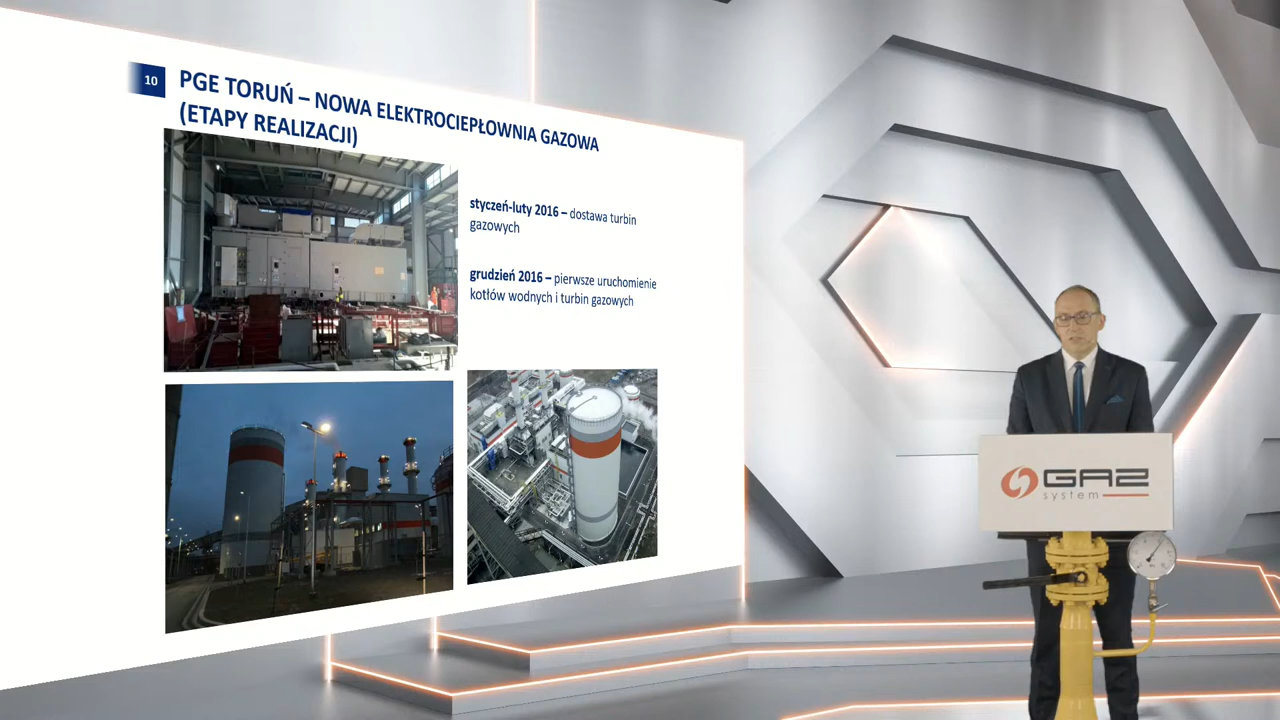 10
PGE TORUŃ – NOWA ELEKTROCIEPŁOWNIA GAZOWA
(ETAPY REALIZACJI)
styczeń-luty 2016 – dostawa turbin
gazowych
grudzień 2016 – pierwsze uruchomienie
kotłów wodnych i turbin gazowych
GAZ
system